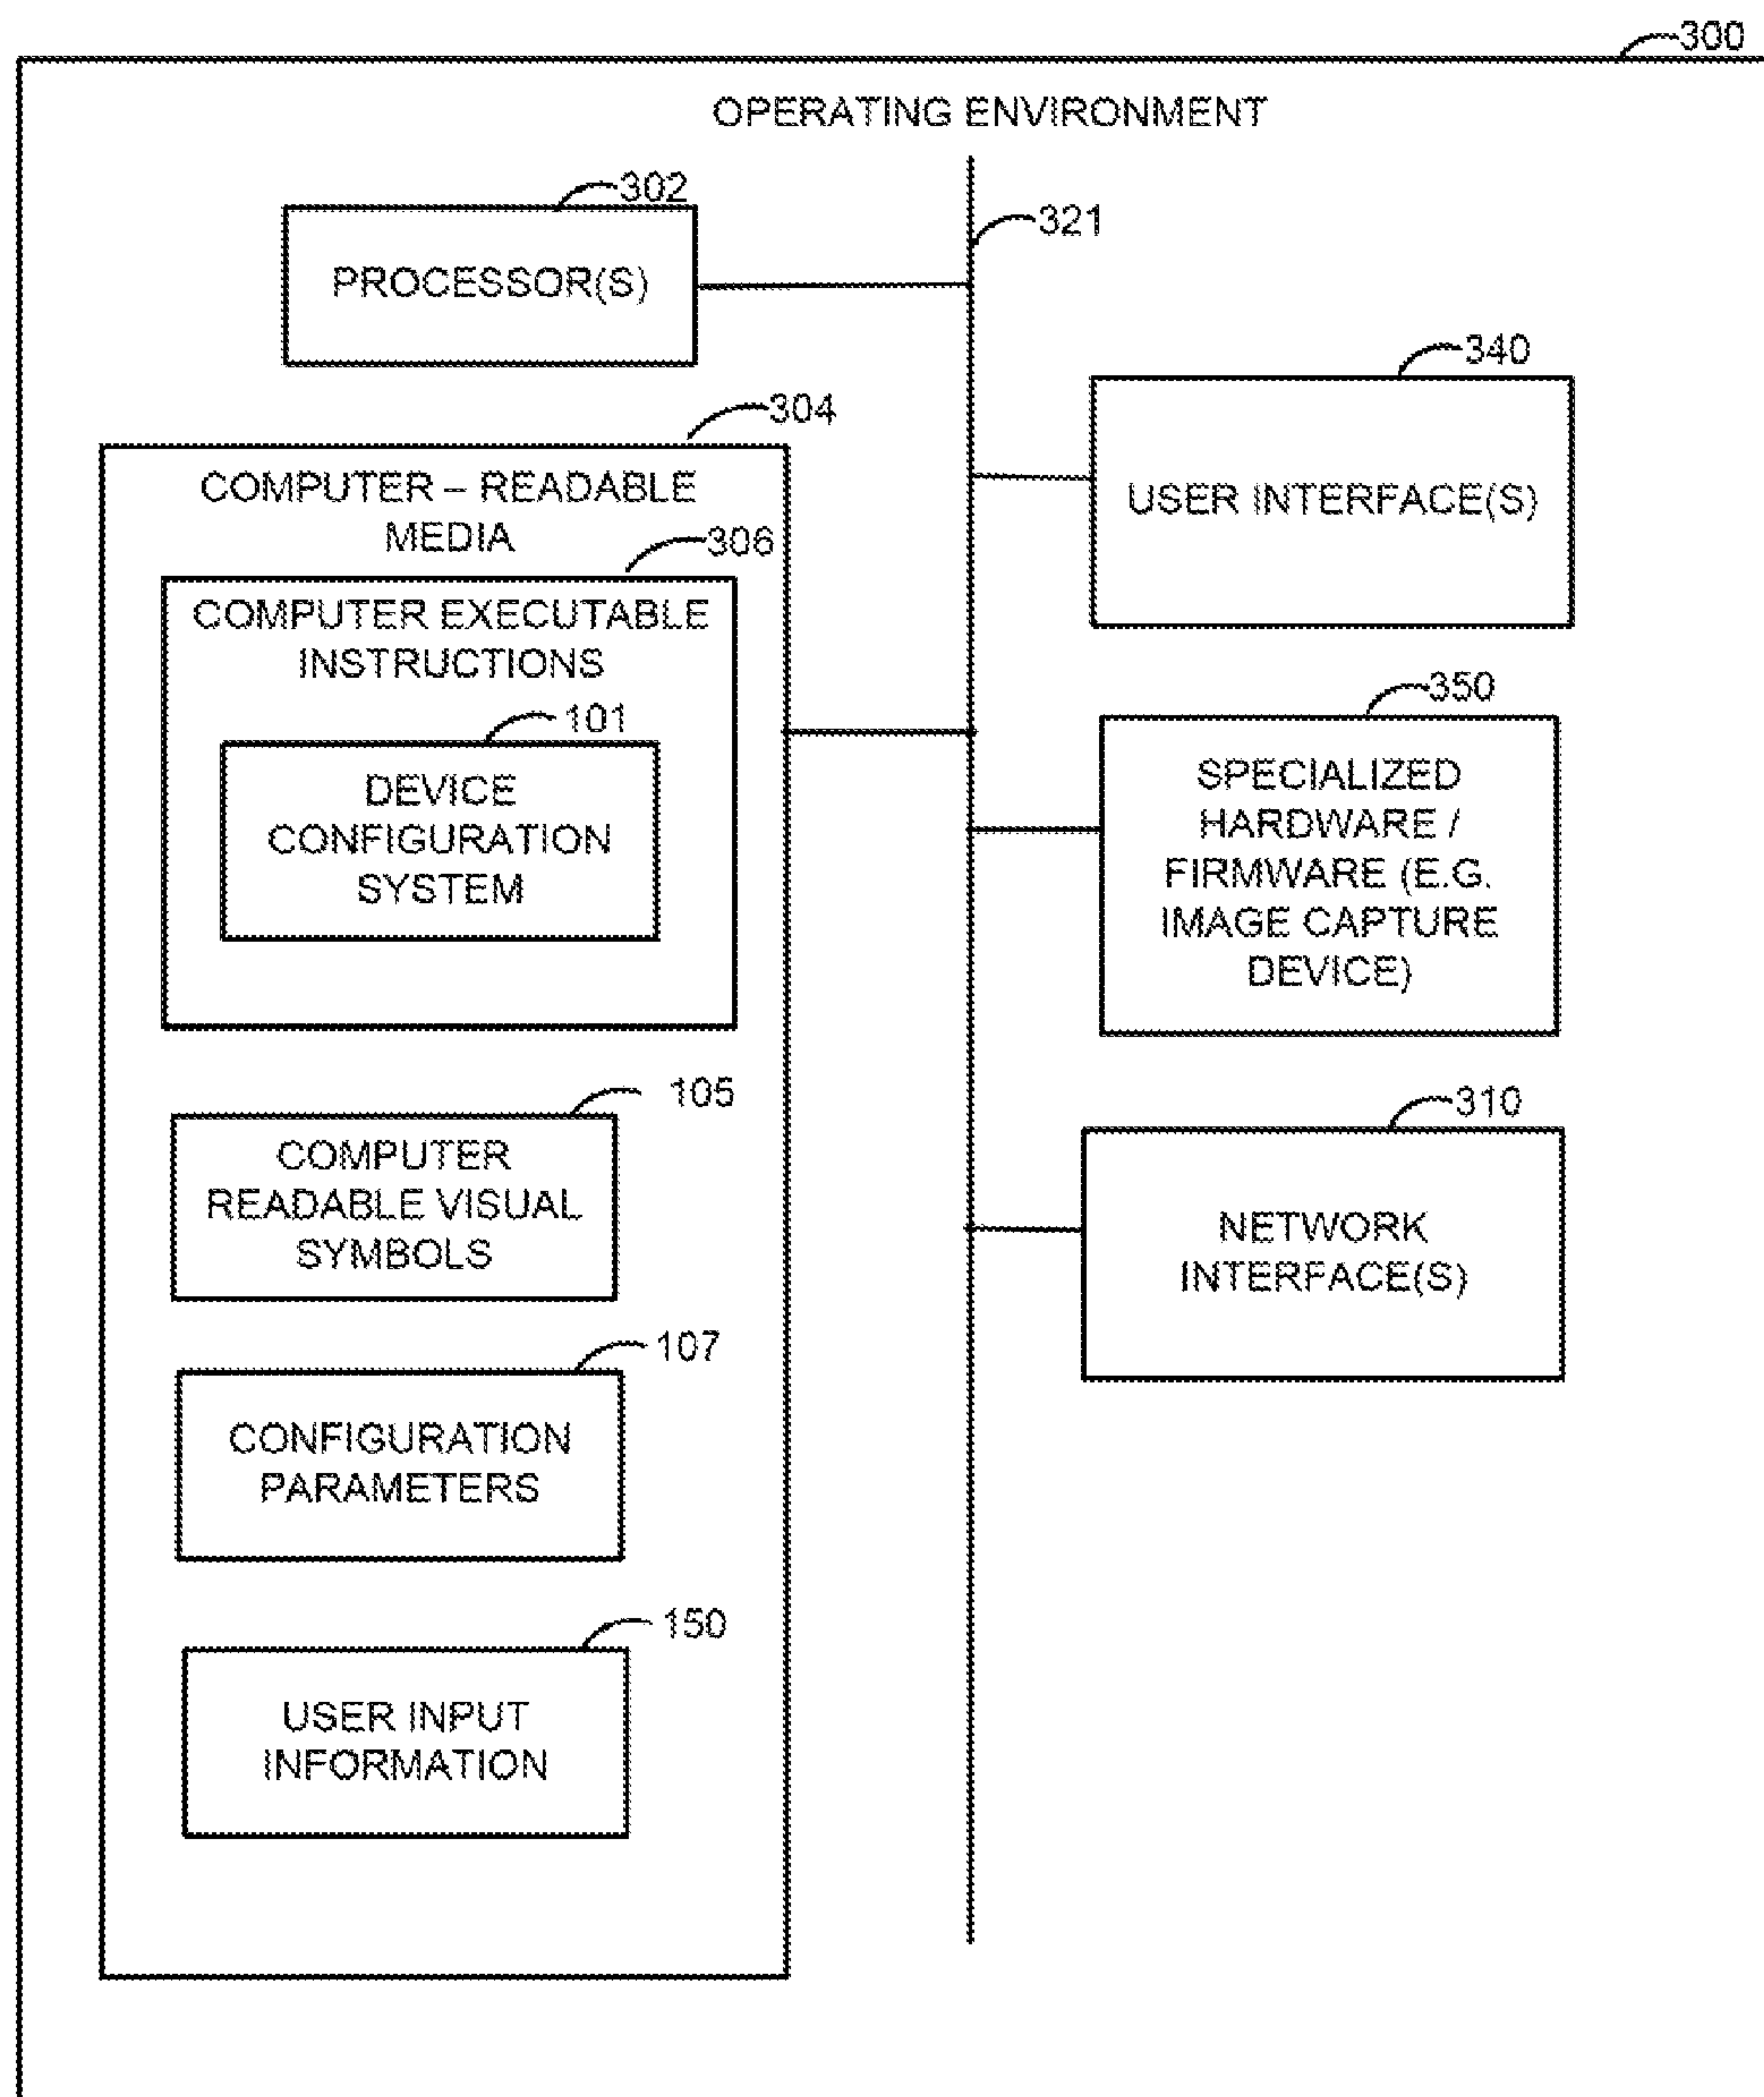 300
OPERATING ENVIRONMENT
302
PROCESSOR(S)
321
340
USER INTERFACE(S)
304
COMPUTER – READABLE
MEDIA
306
COMPUTER EXECUTABLE
INSTRUCTIONS
101
DEVICE
CONFIGURATION
SYSTEM
350
SPECIALIZED
HARDWARE /
FIRMWARE (E.G.
IMAGE CAPTURE
DEVICE)
105
COMPUTER
READABLE VISUAL
SYMBOLS
310
NETWORK
INTERFACE(S)
107
CONFIGURATION
PARAMETERS
150
USER INPUT
INFORMATION